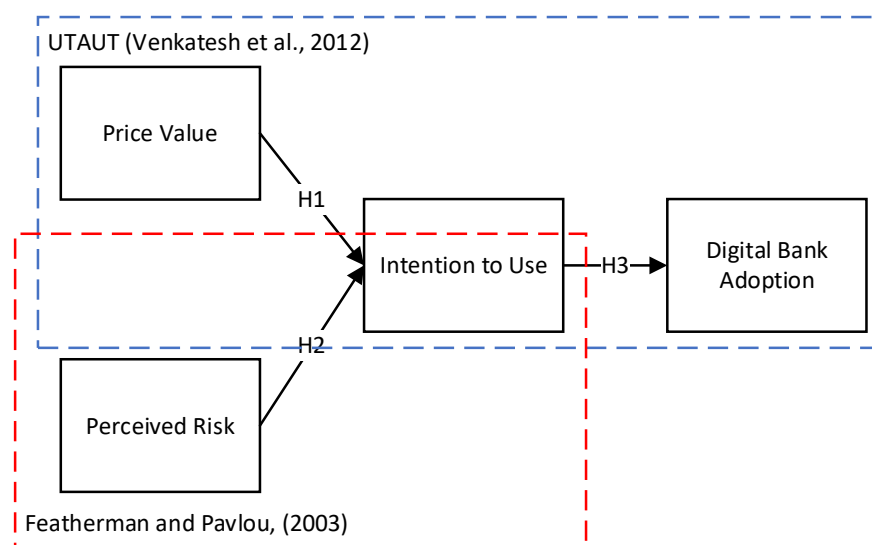 UTAUT (Venkatesh et al., 2012)
Price Value
H1
Intention to Use
H3
Digital Bank
Adoption
H2
Perceived Risk
Featherman and Pavlou, (2003)